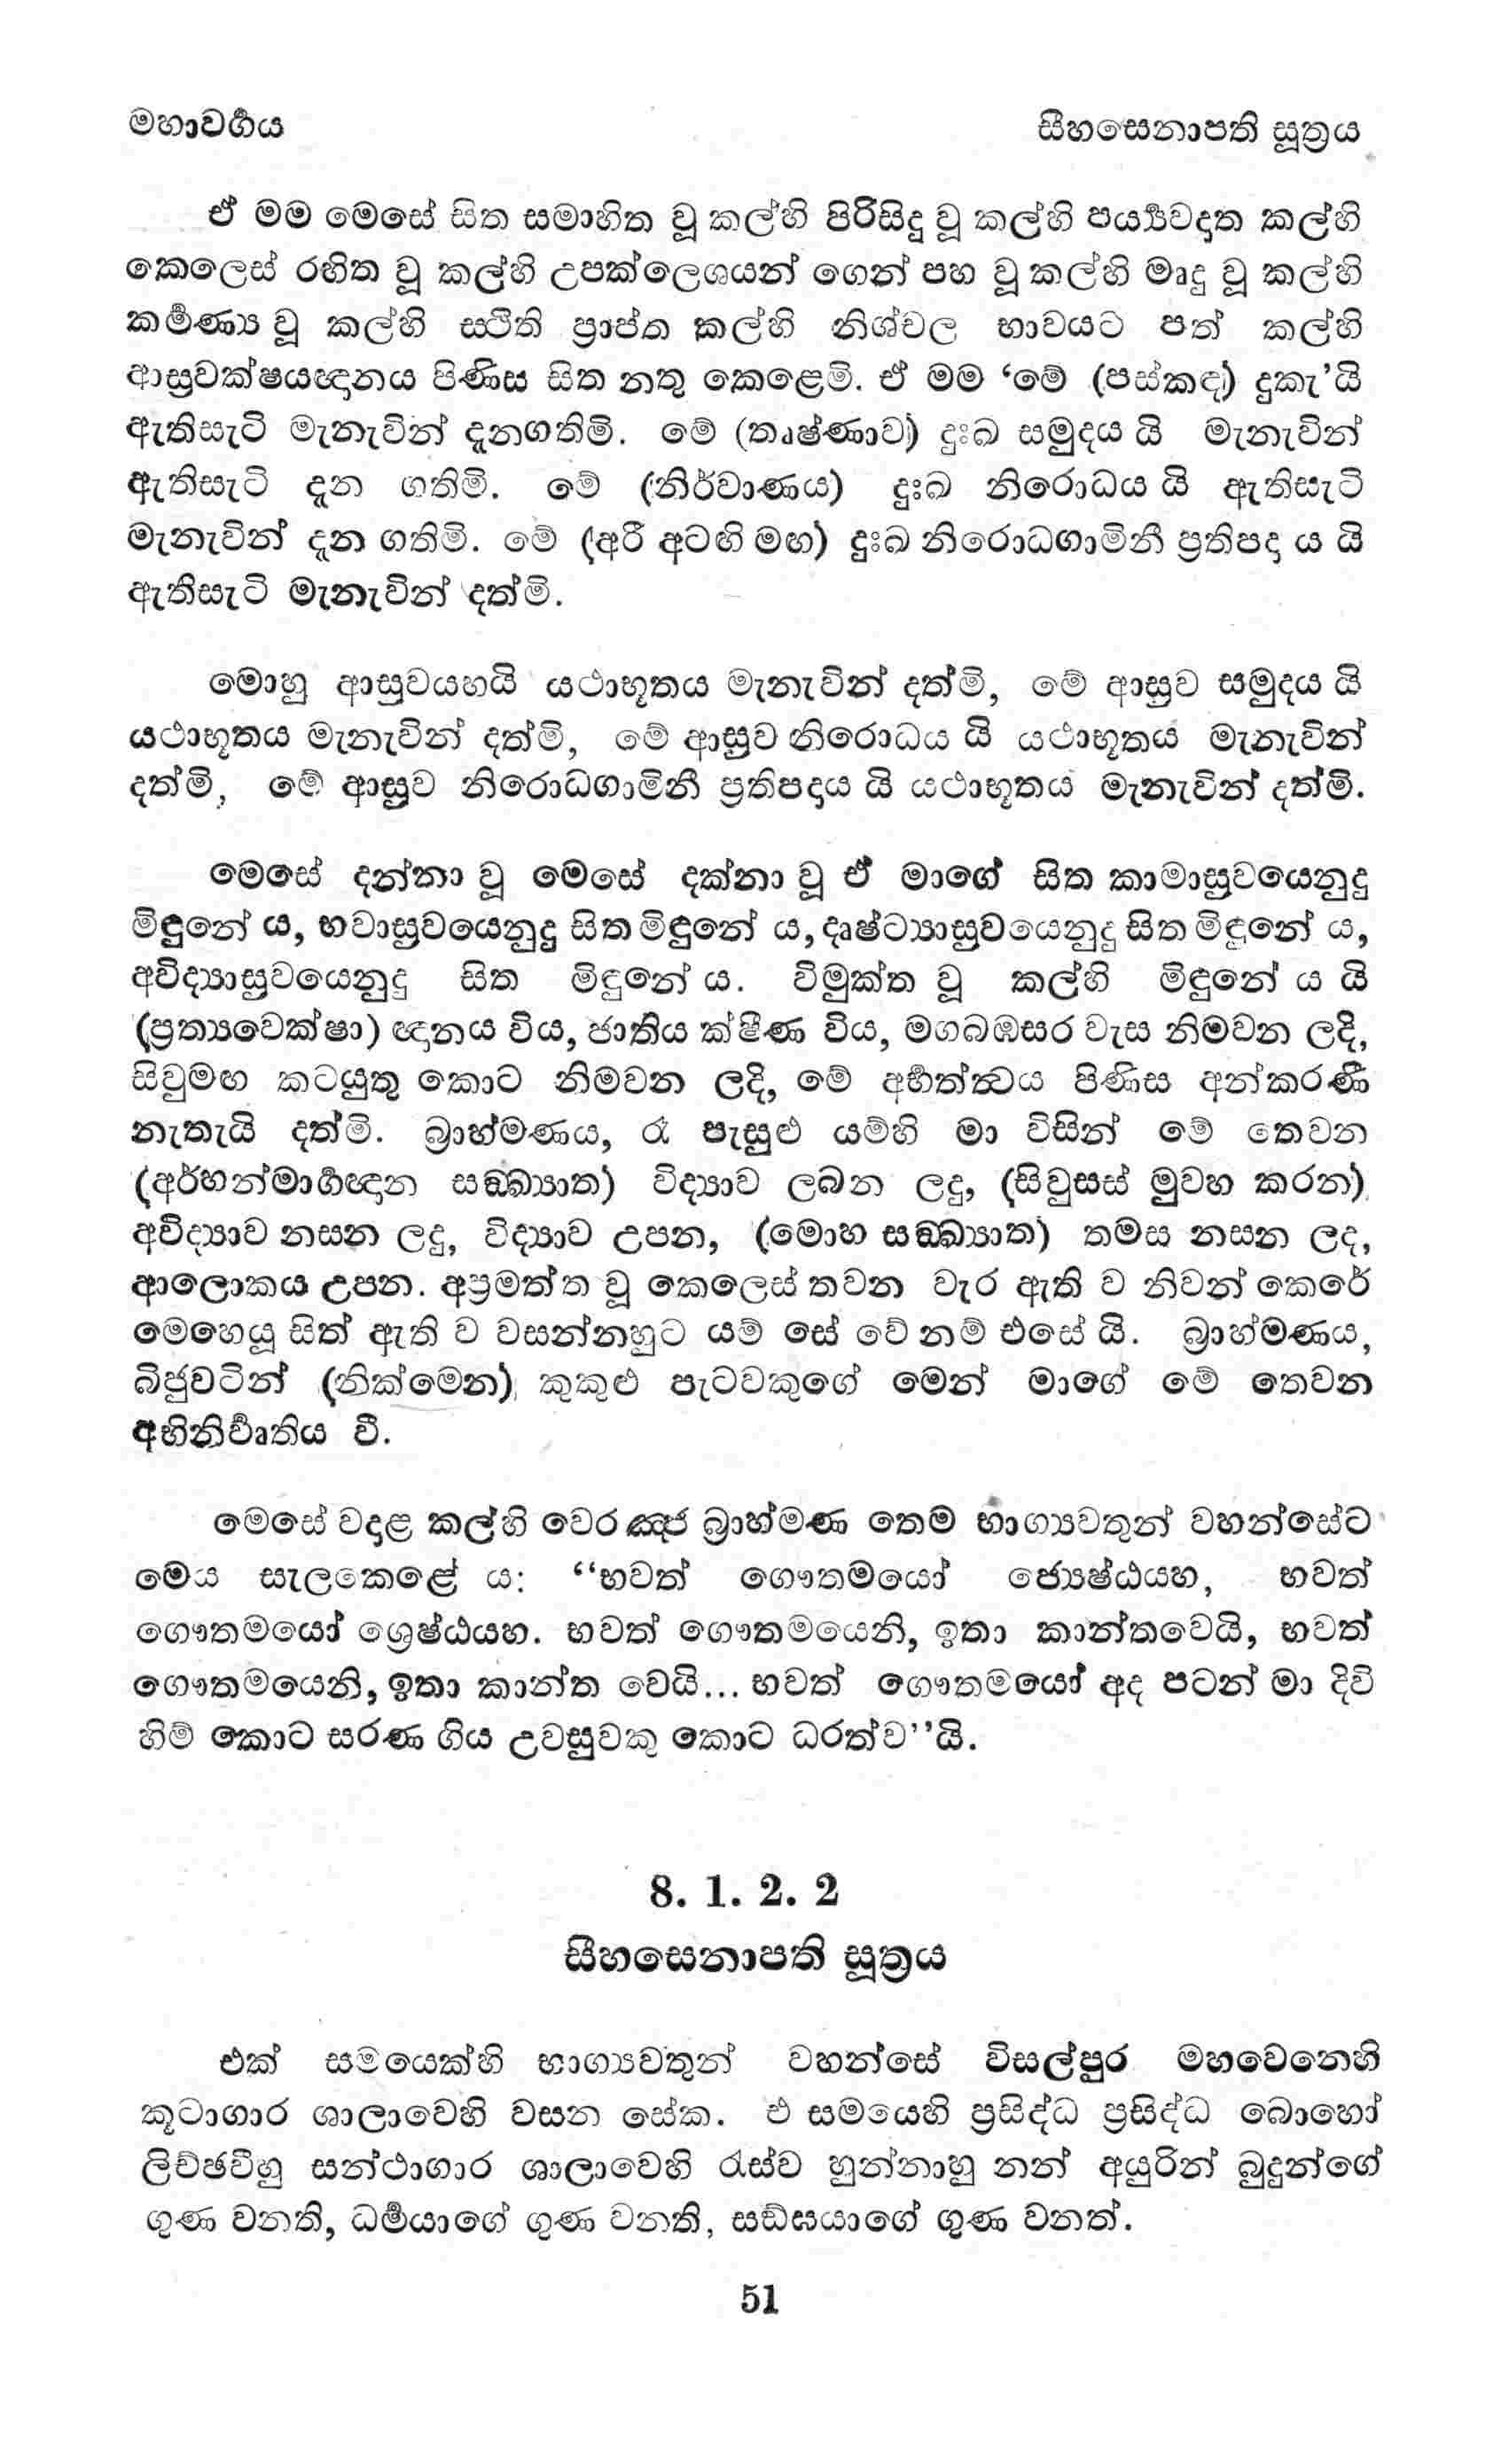 මහාවර්‍ගය
සීහසෙනාපති සූත්‍රය
ඒ මම මෙසේ සිත සමාහිත වූ කල්හි පිරිසිදු වූ කල්හි පර්‍ය්‍යවදාත කල්හි
කෙලෙස් රහිත වූ කල්හි උපක්ලෙශයන් ගෙන් පහ වූ කල්හි මෘදු වූ කල්හි
කර්‍මණ්‍ය වූ කල්හි ස්ථිති ප්‍රාප්ත කල්හි නිශ්චල භාවයට පත් කල්හි
ආස්‍රවක්ෂයඥානය පිණිස සිත නතු කෙළෙමි. ඒ මම ‘මේ (පස්කඳ) දුකැ’යි
ඇතිසැටි මැනැවින් දැනගතිමි. මේ (තෘෂ්ණාව) දුඃඛ සමුදය යි මැනැවින්
ඇතිසැටි දැන ගතිමි. මේ (නිර්වාණය) දුඃඛ නිරොධය යි ඇතිසැටි
මැනැවින් දැන ගතිමි. මේ (අරී අටඟි මඟ) දුඃඛ නිරොධගාමිනී ප්‍රතිපදා ය යි
ඇතිසැටි මැනැවින් දත්මි.
මොහු ආස්‍රවයහයි යථාභූතය මැනැවින් දත්මි, මේ ආස්‍රව සමුදය යි
යථාභූතය මැනැවින් දත්මි, මේ ආස්‍රව නිරොධය යි යථාභූතය මැනැවින්
දත්මි, මේ ආස්‍රව නිරොධගාමිනී ප්‍රතිපදාය යි යථාභූතය මැනැවින් දත්මි.
මෙසේ දන්නා වූ මෙසේ දක්නා වූ ඒ මාගේ සිත කාමාස්‍රවයෙනුදු
මිඳුනේ ය, භවාස්‍රවයෙනුදු සිත මිඳුනේ ය, දෘෂ්ට්‍යාස්‍රවයෙනුදු සිත මිඳුනේ ය,
අවිද්‍යාස්‍රවයෙනුදු සිත මිඳුනේ ය. විමුක්ත වූ කල්හි මිඳුනේ ය යි
(ප්‍රත්‍යවෙක්ෂා) ඥානය විය, ජාතිය ක්ෂීණ විය, මගබඹසර වැස නිමවන ලදි,
සිවුමඟ කටයුතු කොට නිමවන ලදි, මේ අර්‍හත්ත්‍වය පිණිස අන්කරණී
නැතැයි දත්මි. බ්‍රාහ්මණය, රෑ පැසුළු යම්හි මා විසින් මේ තෙවන
(අර්හන්මාර්‍ගඥාන සඞ්ඛ්‍යාත) විද්‍යාව ලබන ලදු, (සිවුසස් මුවහ කරන)
අවිද්‍යාව නසන ලදු, විද්‍යාව උපන, (මොහ සඞ්ඛ්‍යාත) තමස නසන ලද,
ආලොකය උපන. අප්‍රමත්ත වූ කෙලෙස් තවන වැර ඇති ව නිවන් කෙරේ
මෙහෙයූ සිත් ඇති ව වසන්නහුට යම් සේ වේ නම් එසේ යි. බ්‍රාහ්මණය,
බිජුවටින් (නික්මෙන) කුකුළු පැටවකුගේ මෙන් මාගේ මේ තෙවන
අභිනිර්‍වෘතිය වී.
මෙසේ වදාළ කල්හි වෙරඤ්ජ බ්‍රාහ්මණ තෙම භාග්‍යවතුන් වහන්සේට
මෙය සැලකෙළේ ය: “භවත් ගෞතමයෝ ජ්‍යෙෂ්ඨයහ, භවත්
ගෞතමයෝ ශ්‍රෙෂ්ඨයහ. භවත් ගෞතමයෙනි, ඉතා කාන්තවෙයි, භවත්
ගෞතමයෙනි, ඉතා කාන්ත වෙයි... භවත් ගෞතමයෝ අද පටන් මා දිවි
හිම් කොට සරණ ගිය උවසුවකු කොට ධරත්ව”යි.
8. 1. 2. 2
සීහසෙනාපති සූත්‍රය
එක් සමයෙක්හි භාග්‍යවතුන් වහන්සේ විසල්පුර මහවෙනෙහි
කූටාගාර ශාලාවෙහි වසන සේක. එ සමයෙහි ප්‍රසිද්ධ ප්‍රසිද්ධ බොහෝ
ලිච්ඡවීහු සන්ථාගාර ශාලාවෙහි රැස්ව හුන්නාහු නන් අයුරින් බුදුන්ගේ
ගුණ වනති, ධර්‍මයාගේ ගුණ වනති, සඞ්ඝයාගේ ගුණ වනත්.
51